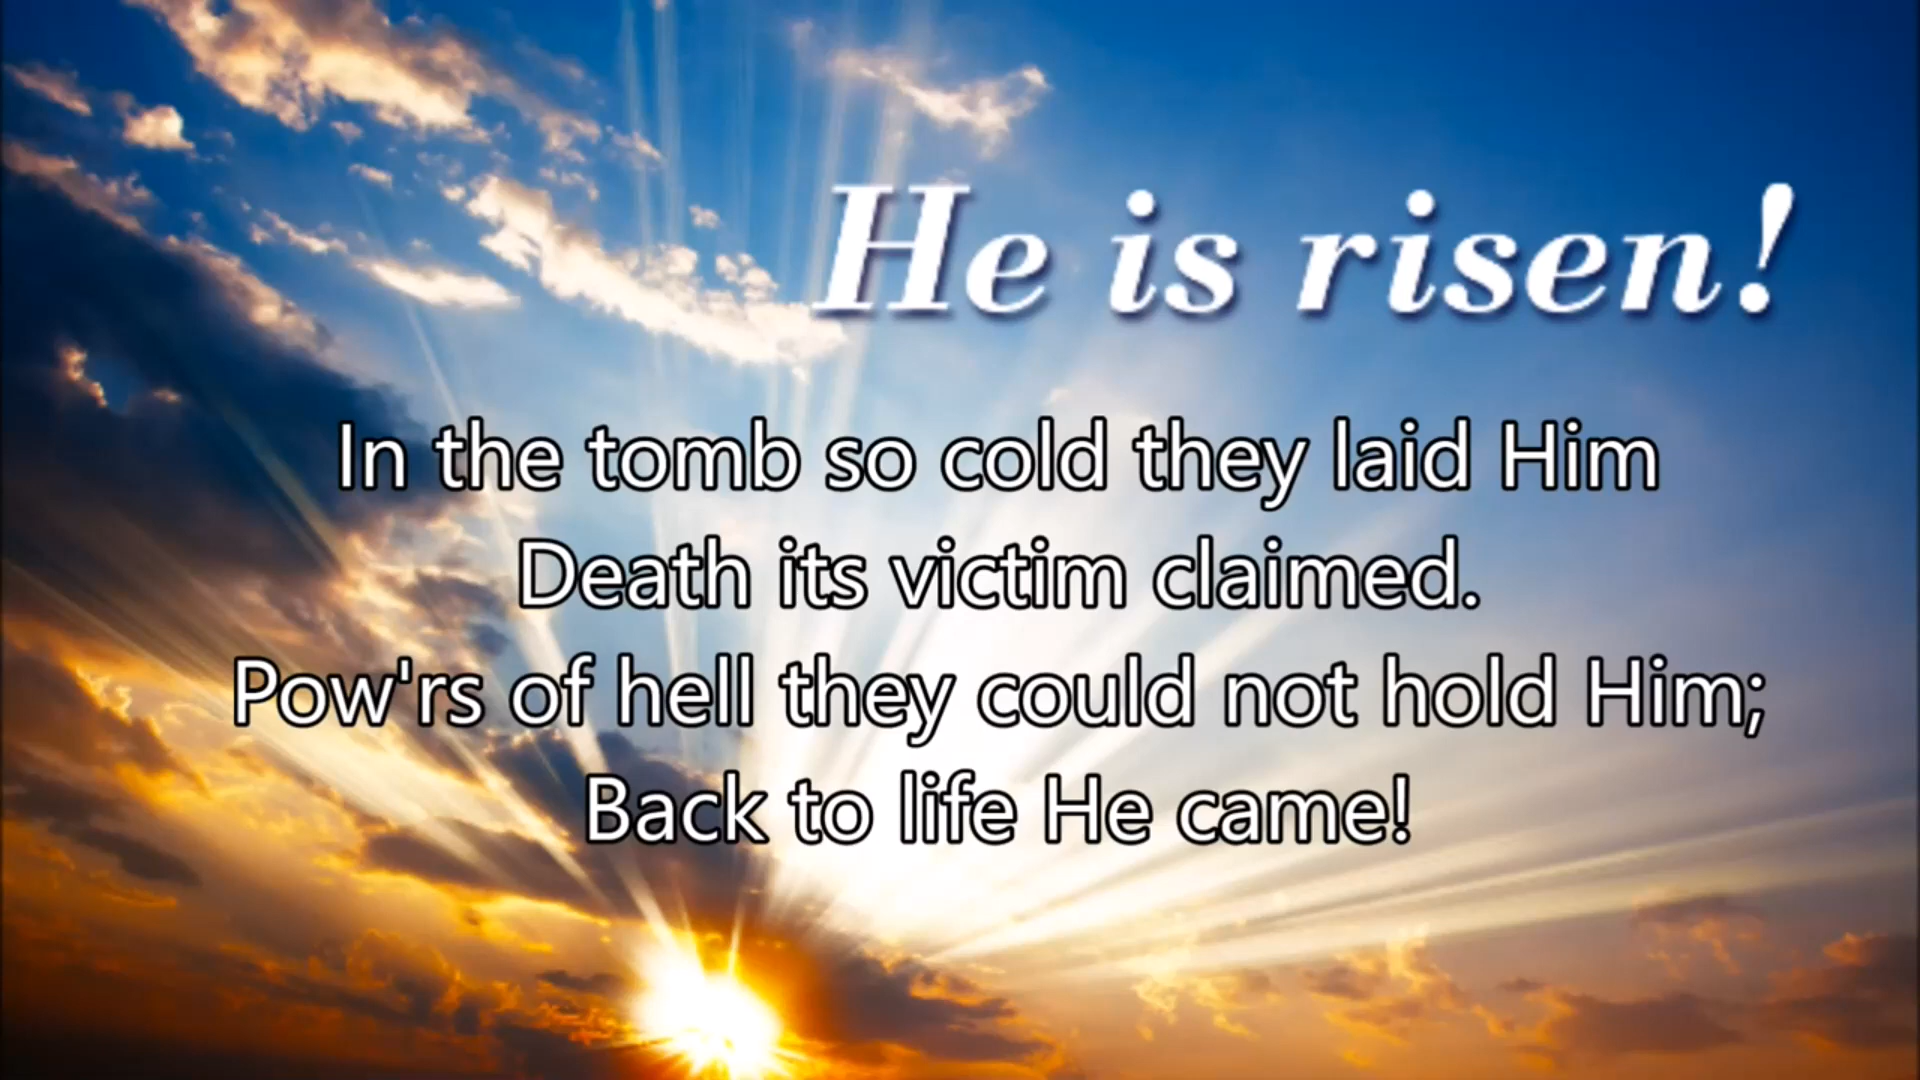 He is risen!
In the tomb so cold they laid Him
Death its victim claimed.
Pow'rs of hell they could not hold Him;
Back to life He came!